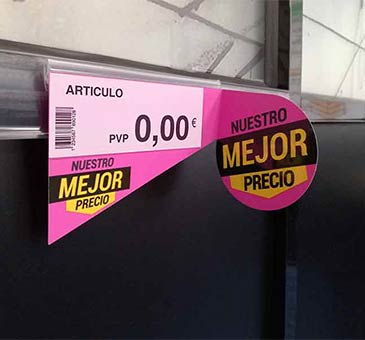 ARTICULO
PVP 0,00€
NUESTRO
MEJOR
PRECIO
NUESTRO
MEJOR
PRECIO